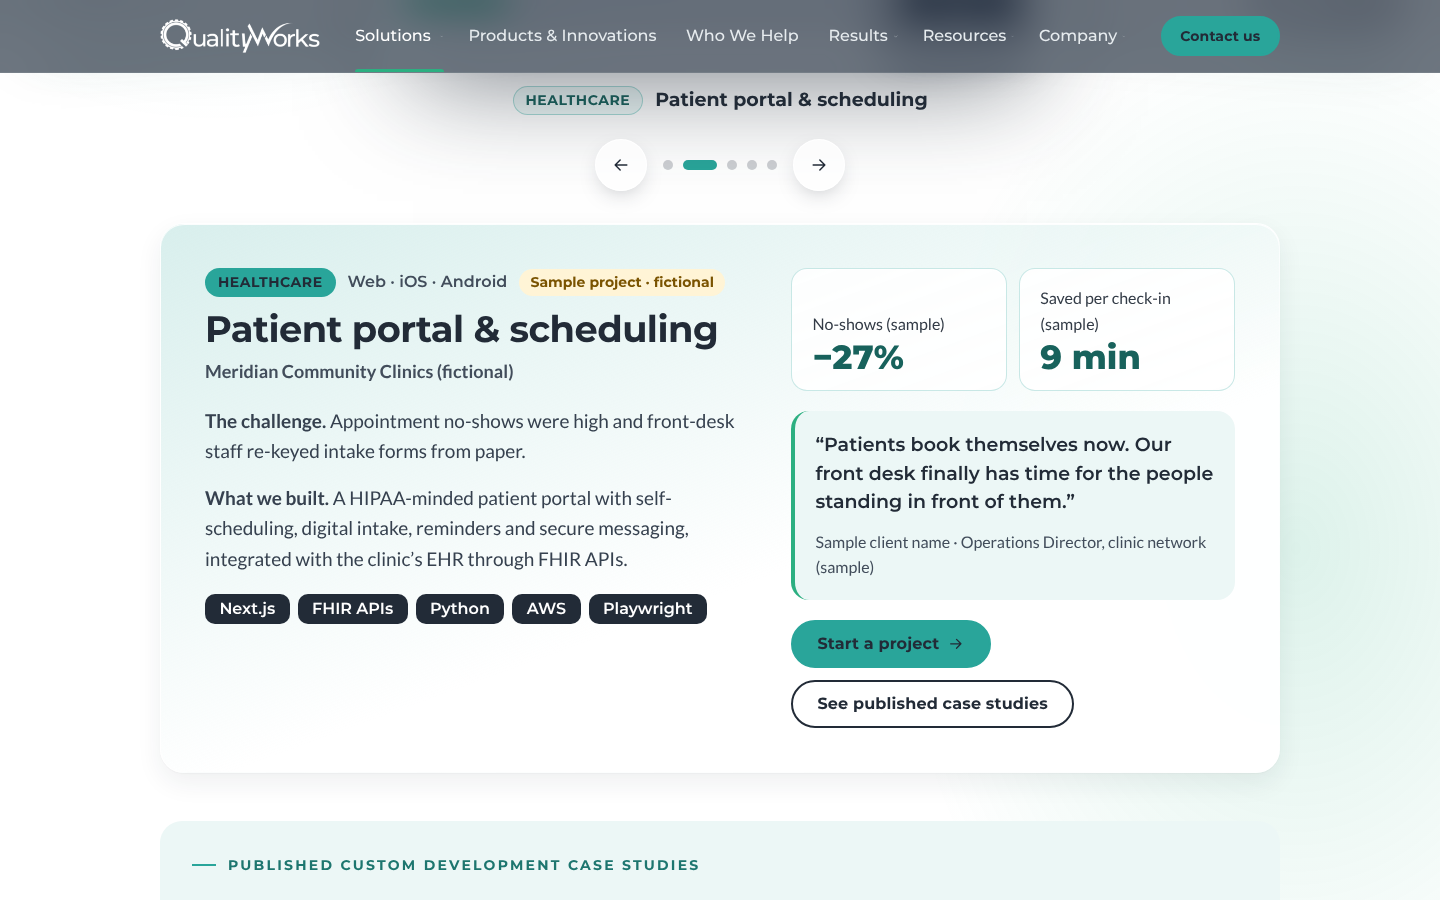 QualityWorks
Solutions
Products & Innovations
Who We Help
Results
Resources
Company
Contact us
HEALTHCARE Patient portal & scheduling
HEALTHCARE Web · iOS · Android Sample project · fictional
Patient portal & scheduling
Meridian Community Clinics (fictional)
The challenge. Appointment no-shows were high and front-desk
staff re-keyed intake forms from paper.
What we built. A HIPAA-minded patient portal with self-
scheduling, digital intake, reminders and secure messaging,
integrated with the clinic’s EHR through FHIR APIs.
Next.js FHIR APIs Python AWS Playwright
No-shows (sample)
−27%
Saved per check-in
(sample)
9 min
“Patients book themselves now. Our
front desk finally has time for the people
standing in front of them.”
Sample client name · Operations Director, clinic network
(sample)
Start a project →
See published case studies
PUBLISHED CUSTOM DEVELOPMENT CASE STUDIES